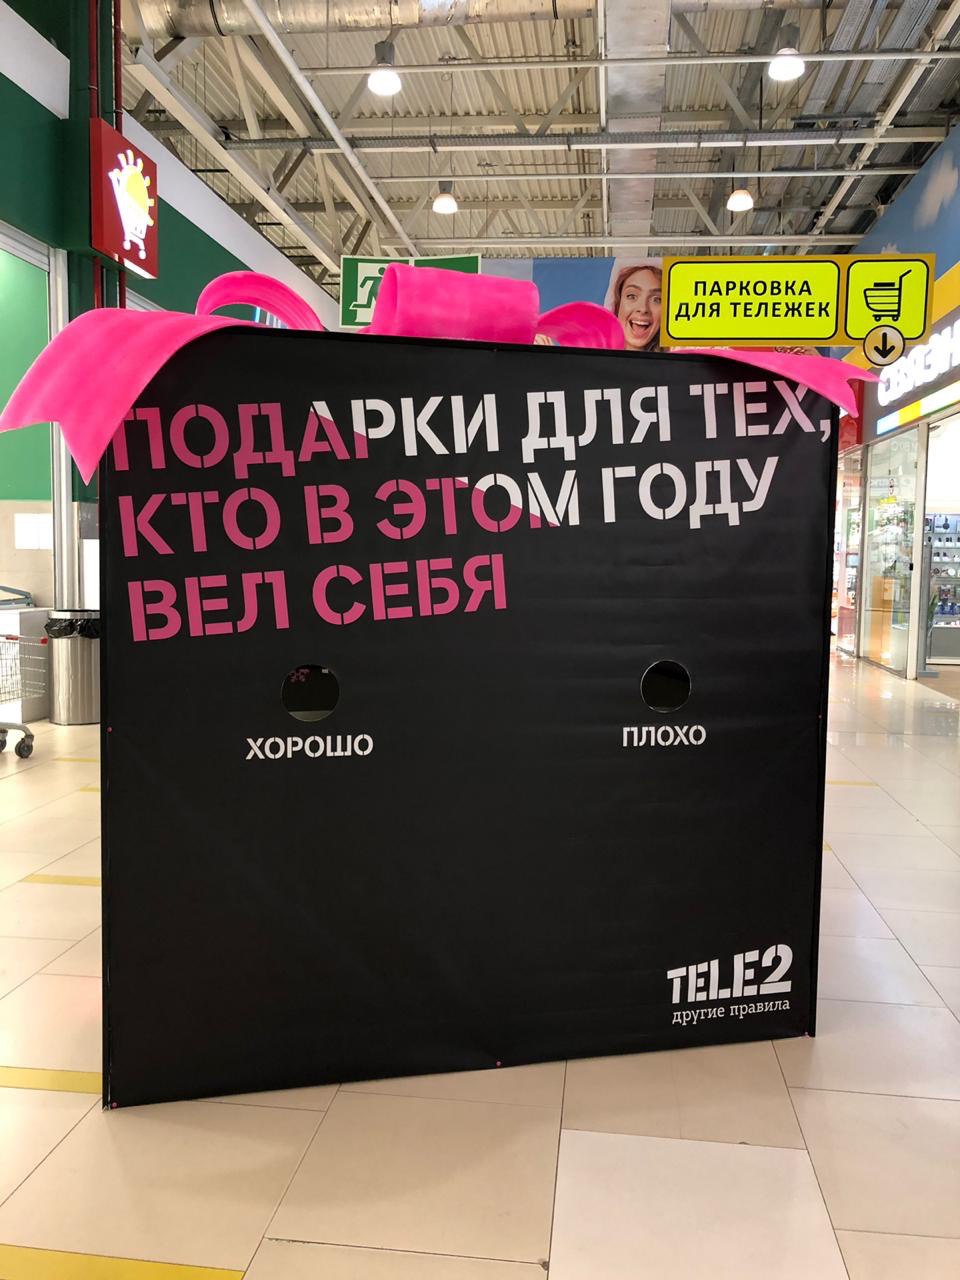 ПАРКОВКА
ДЛЯ ТЕЛЕЖЕК
ПОДАРКИ ДЛЯ ТЕХ,
КТО В ЭТОМ ГОДУ
ВЕЛ СЕБЯ
ХОРОШО
ПЛОХО
TELE2
другие правила